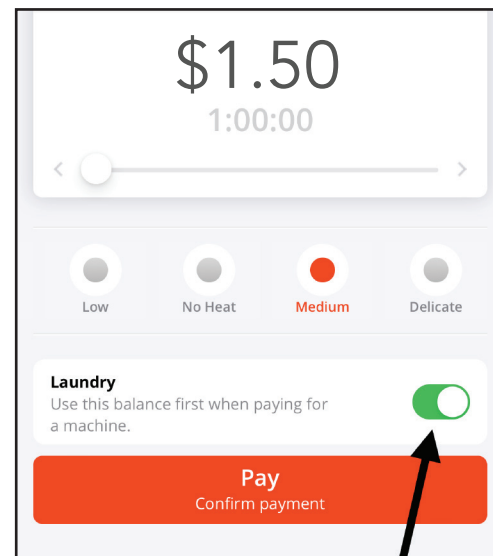 $1.50
1:00:00
Low No Heat Medium Delicate
Laundry
Use this balance first when paying for
a machine.
Pay
Confirm payment